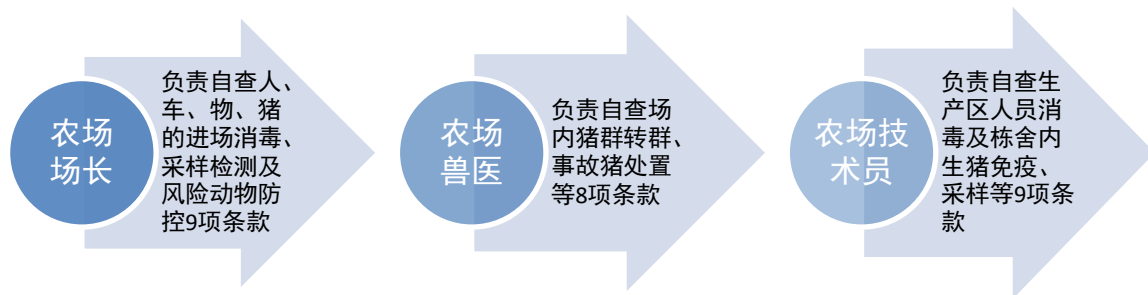 农场
场长
负责自查人、
车、物、猪
的进场消毒、
采样检测及
风险动物防
控9项条款
农场
兽医
负责自查场
内猪群转群、
事故猪处置
等8项条款
农场技
术员
负责自查生
产区人员消
毒及栋舍内
生猪免疫、
采样等9项条
款